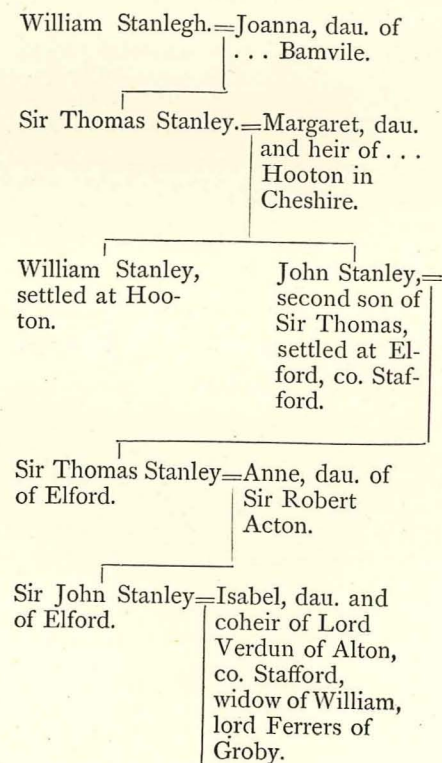 William Stanlegh.=Joanna, dau. of
... Bamvile.
Sir Thomas Stanley.=Margaret, dau.
and heir of ...
Hooton in
Cheshire.
William Stanley,
settled at Hoo-
ton.
John Stanley,=
second son of
Sir Thomas,
settled at El-
ford, co. Staf-
ford.
Sir Thomas Stanley=Anne, dau. of
of Elford.
Sir Robert
Acton.
Sir John Stanley=Isabel, dau. and
of Elford.
coheir of Lord
Verdun of Alton,
co. Stafford,
widow of William,
lord Ferrers of
Groby.